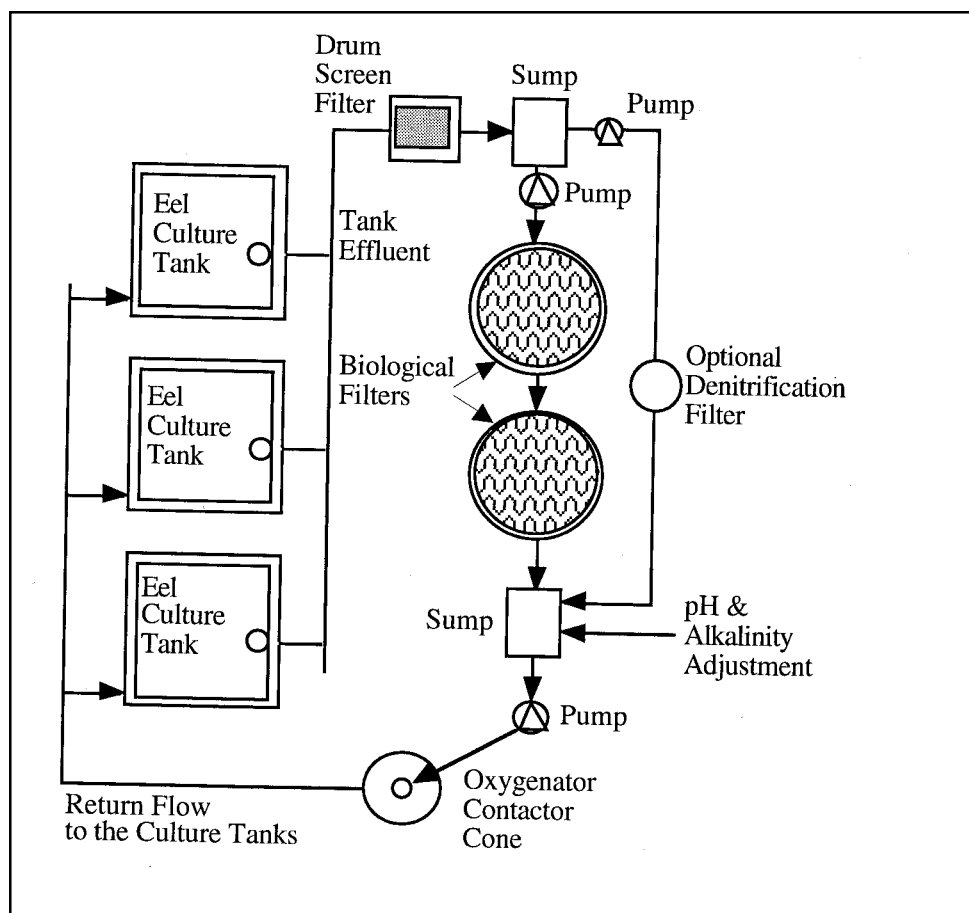 Drum
Screen
Filter
Sump
Pump
Pump
Eel
Culture
Tank
Tank
Effluent
Eel
Culture
Tank
Biological
Filters
Optional
Denitrification
Filter
Eel
Culture
Tank
Sump
pH &
Alkalinity
Adjustment
Pump
Oxygenator
Contactor
Cone
Return Flow
to the Culture Tanks